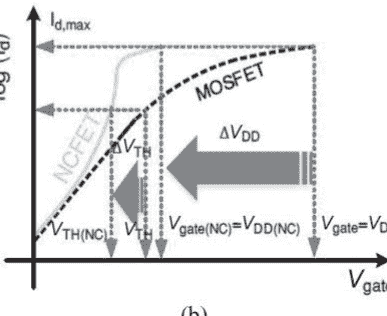 I_d,max
log (I_d)
NCFET
MOSFET
ΔV_TH
ΔV_DD
V_TH(NC)
V_TH
V_gate(NC)=V_DD(NC)
V_gate=V_D
V_gate
(b)